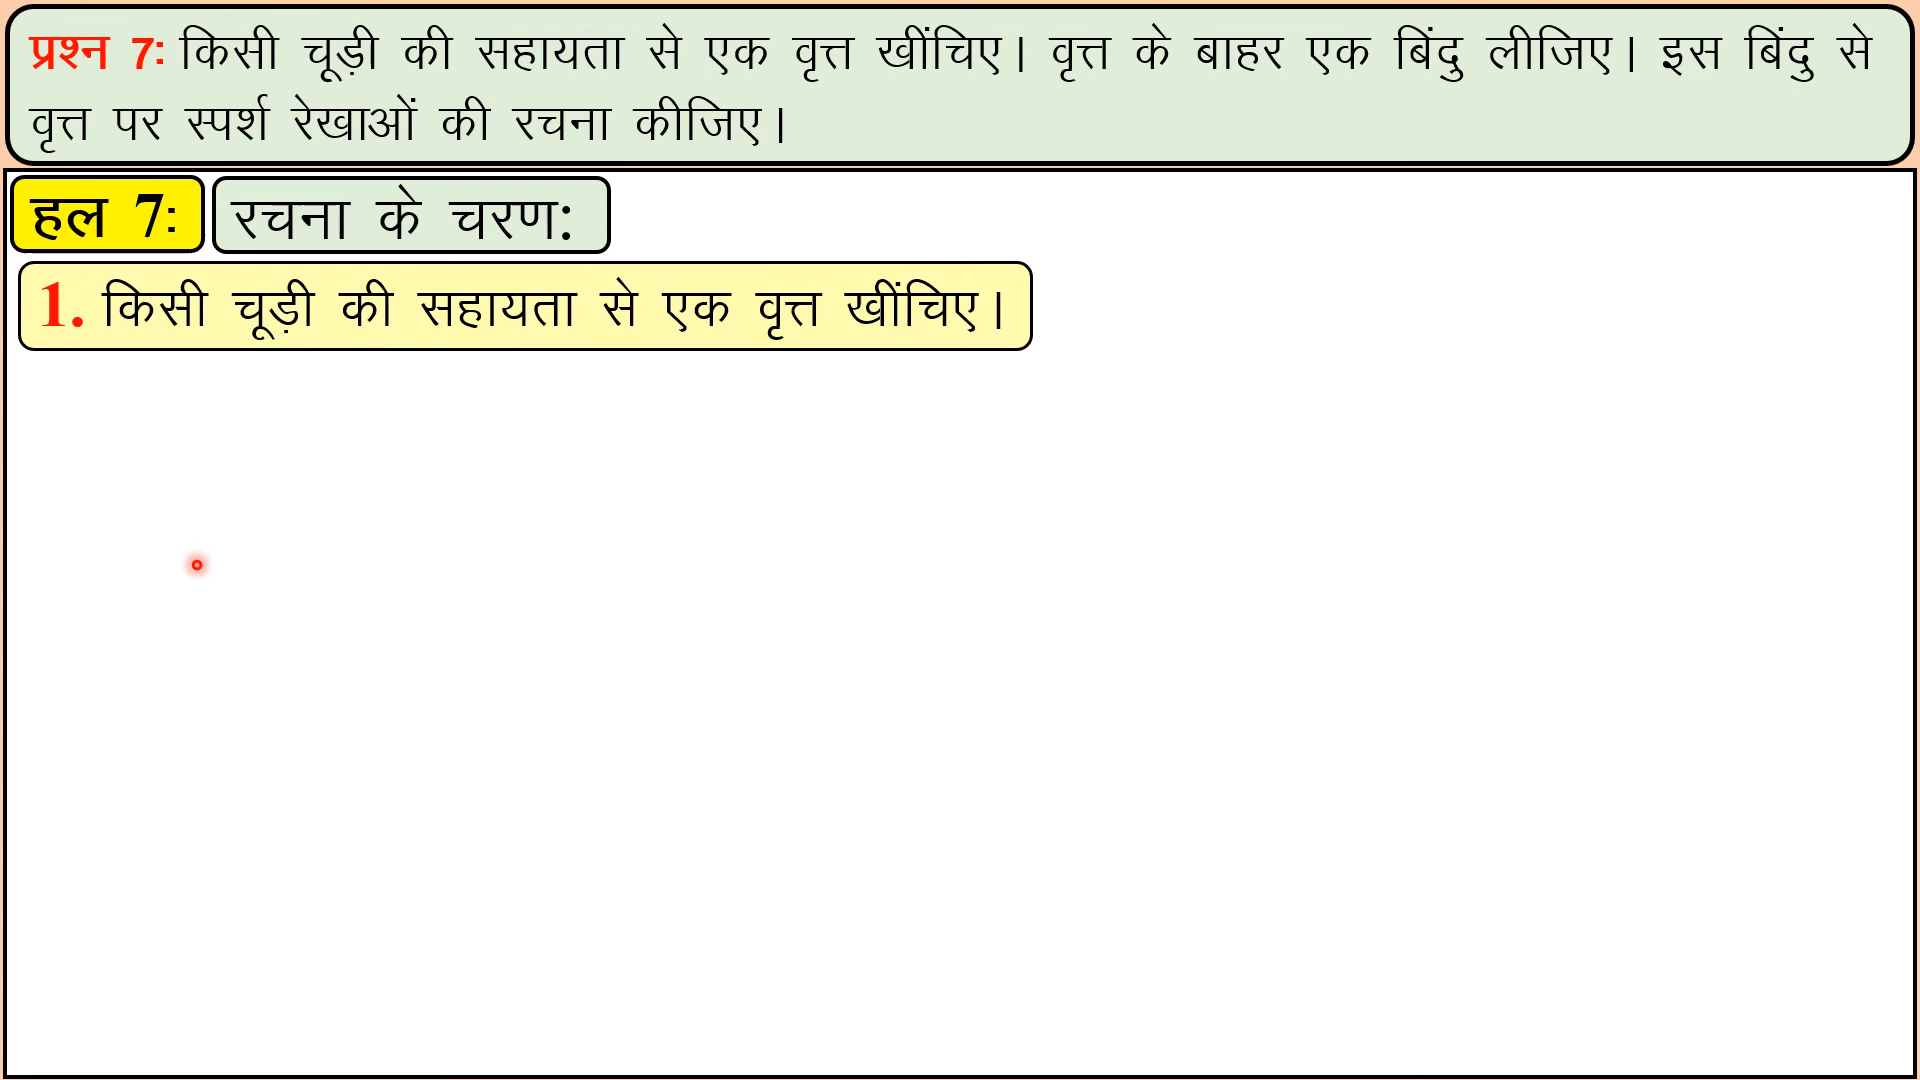 प्रश्न 7: किसी चूड़ी की सहायता से एक वृत्त खींचिए। वृत्त के बाहर एक बिंदु लीजिए। इस बिंदु से
वृत्त पर स्पर्श रेखाओं की रचना कीजिए।
हल 7: रचना के चरण:
1. किसी चूड़ी की सहायता से एक वृत्त खींचिए।